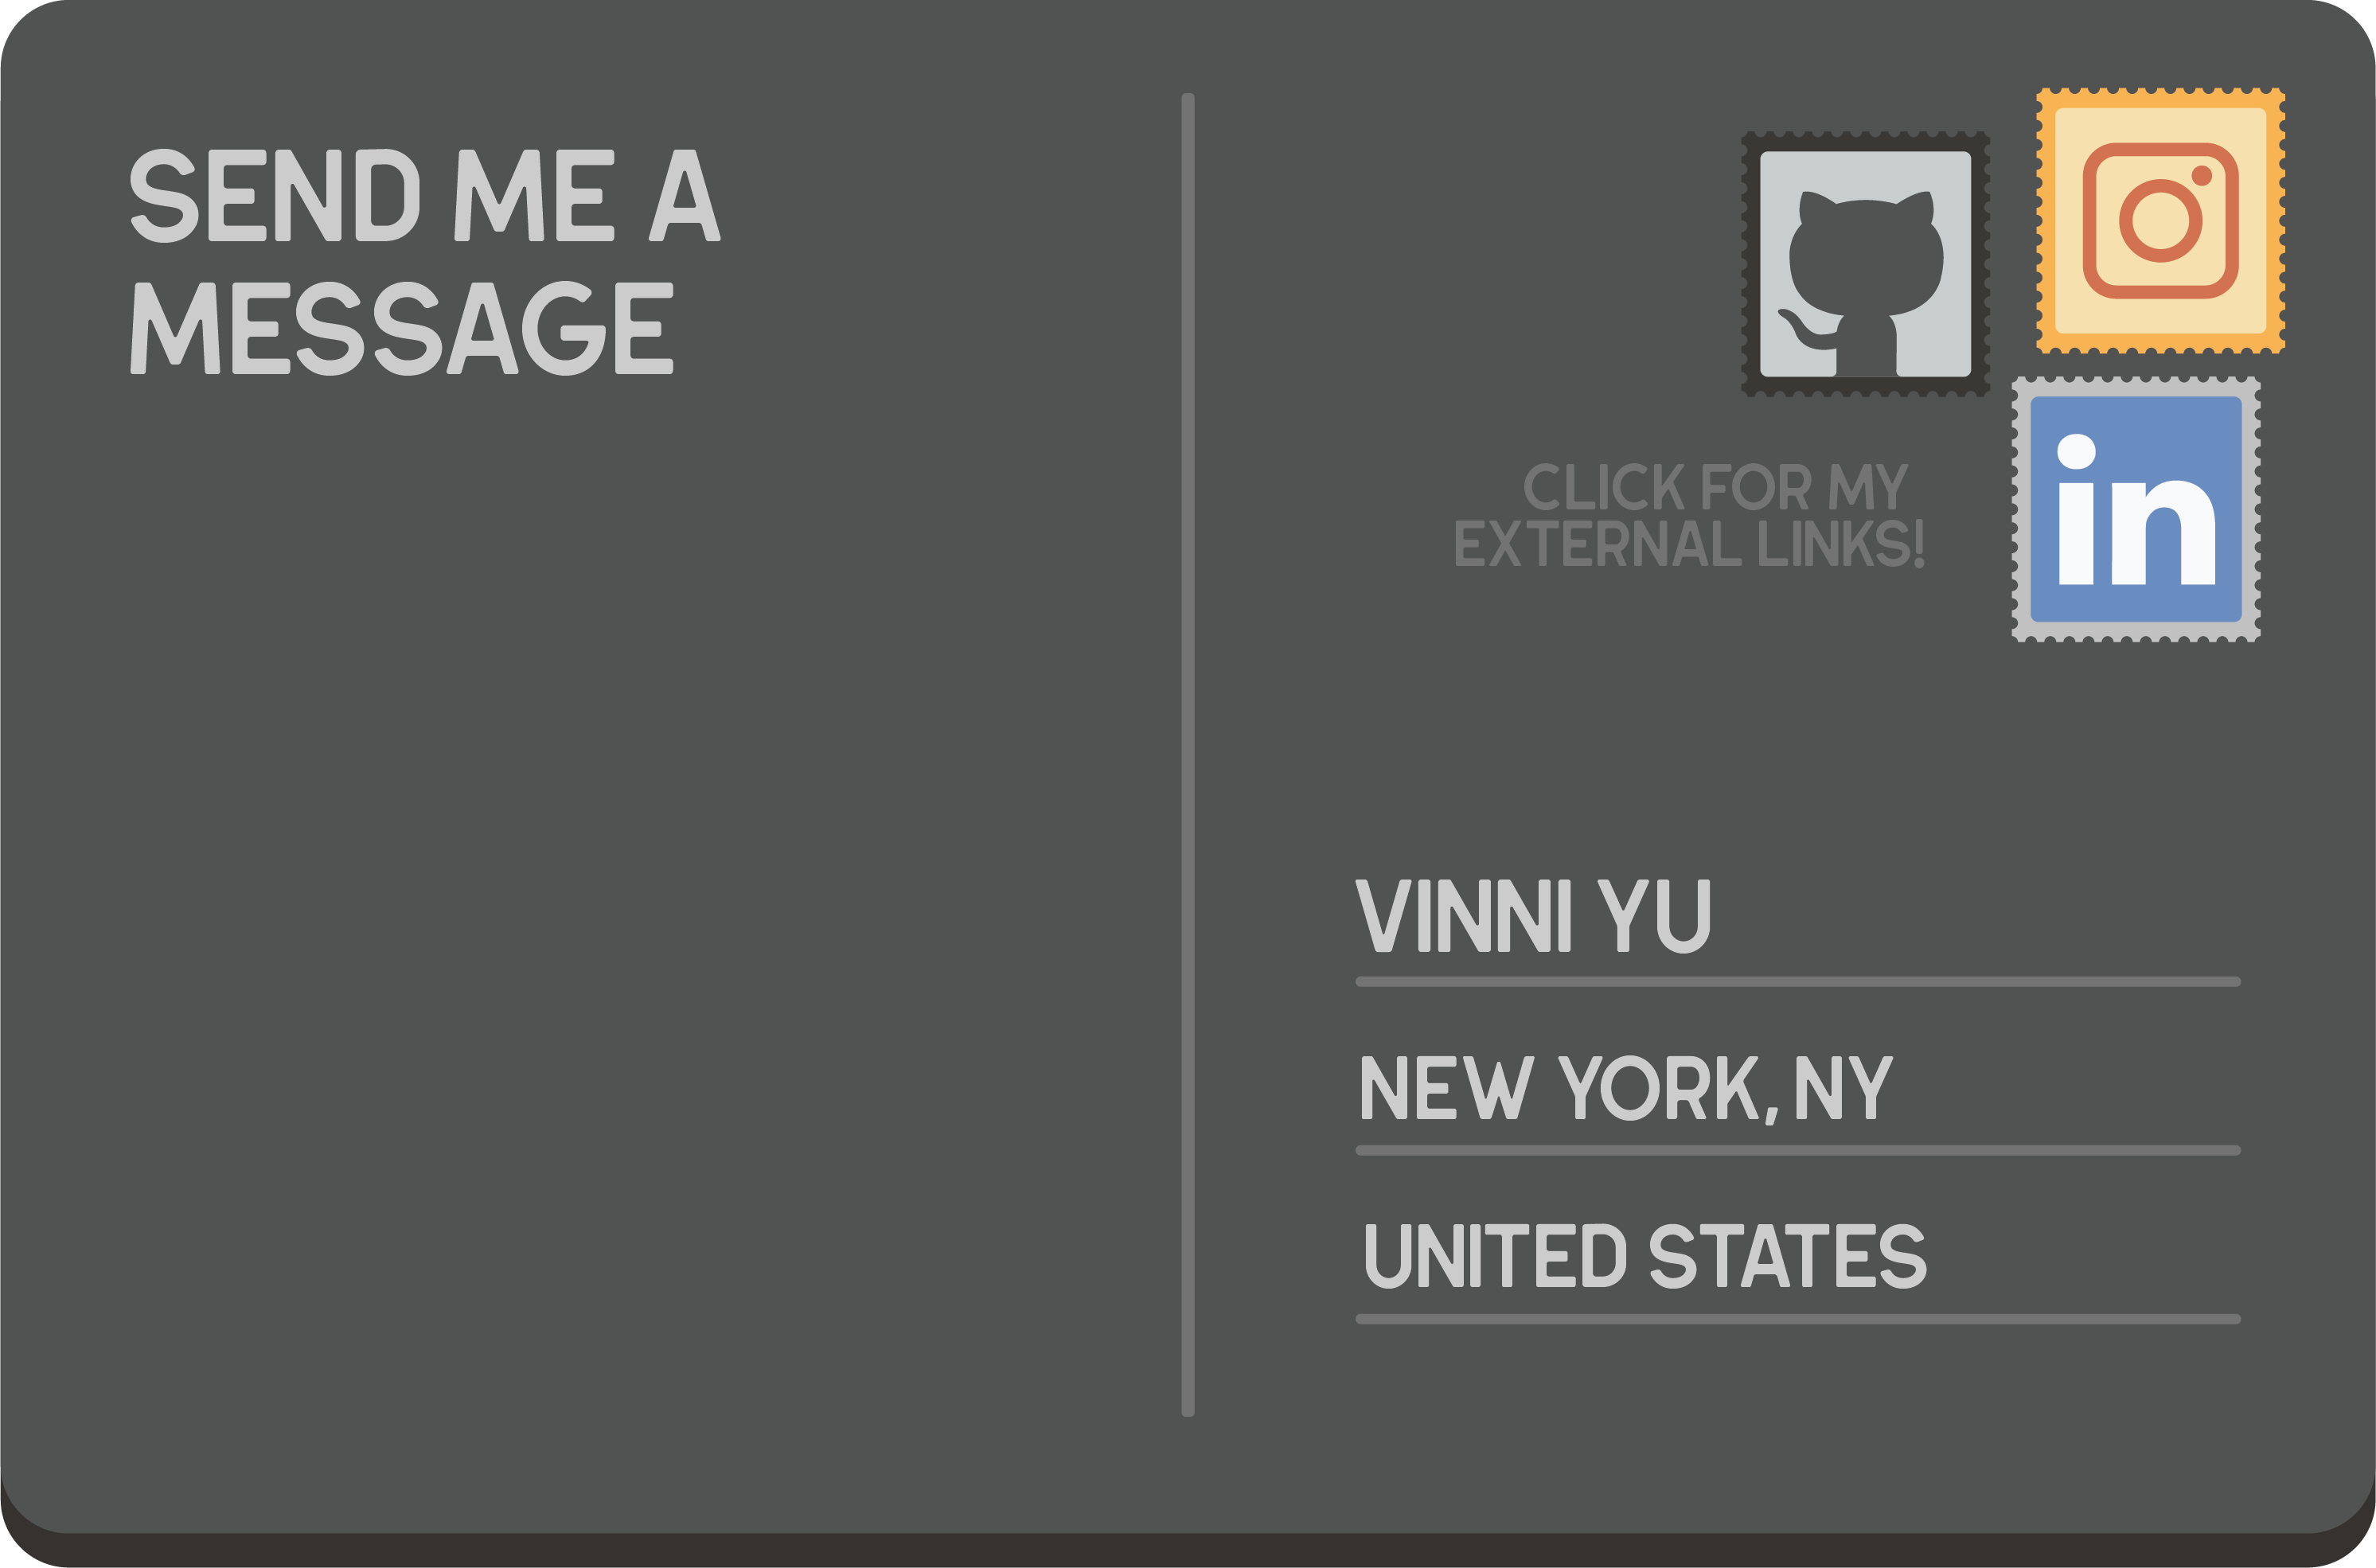 SEND ME A
MESSAGE
CLICK FOR MY
EXTERNAL LINKS!
in
VINNI YU
NEW YORK, NY
UNITED STATES